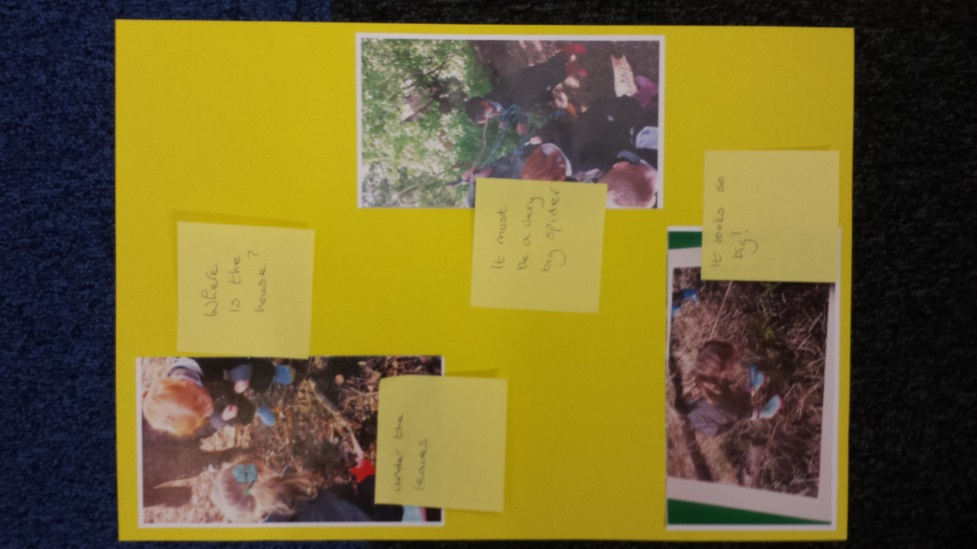 Where
is the
house?
under the
leaves
It must
be a very
big spider
It looks so
big!